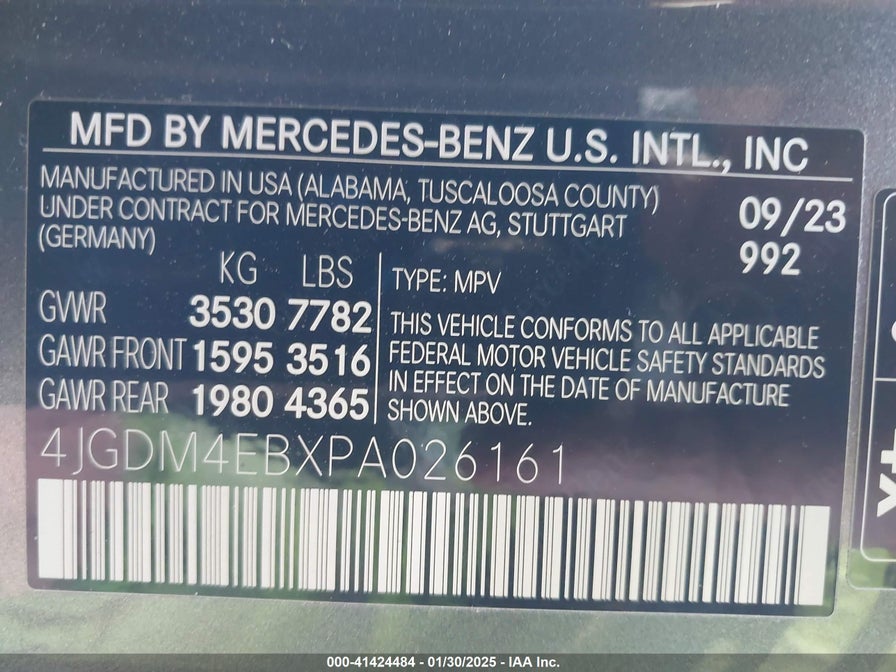 MFD BY MERCEDES-BENZ U.S. INTL., INC
MANUFACTURED IN USA (ALABAMA, TUSCALOOSA COUNTY)
UNDER CONTRACT FOR MERCEDES-BENZ AG, STUTTGART
(GERMANY)
09/23
992
KG LBS
GVWR 3530 7782
GAWR FRONT 1595 3516
GAWR REAR 1980 4365
TYPE: MPV
THIS VEHICLE CONFORMS TO ALL APPLICABLE
FEDERAL MOTOR VEHICLE SAFETY STANDARDS
IN EFFECT ON THE DATE OF MANUFACTURE
SHOWN ABOVE.
4JGDM4EBXPA026161
000-41424484 - 01/30/2025 - IAA Inc.